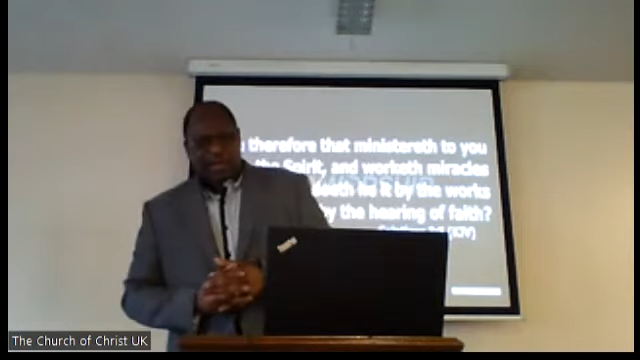 therefore that ministereth to you
the Spirit, and worketh miracles
doeth he it by the works
by the hearing of faith?
(KJV)
The Church of Christ UK